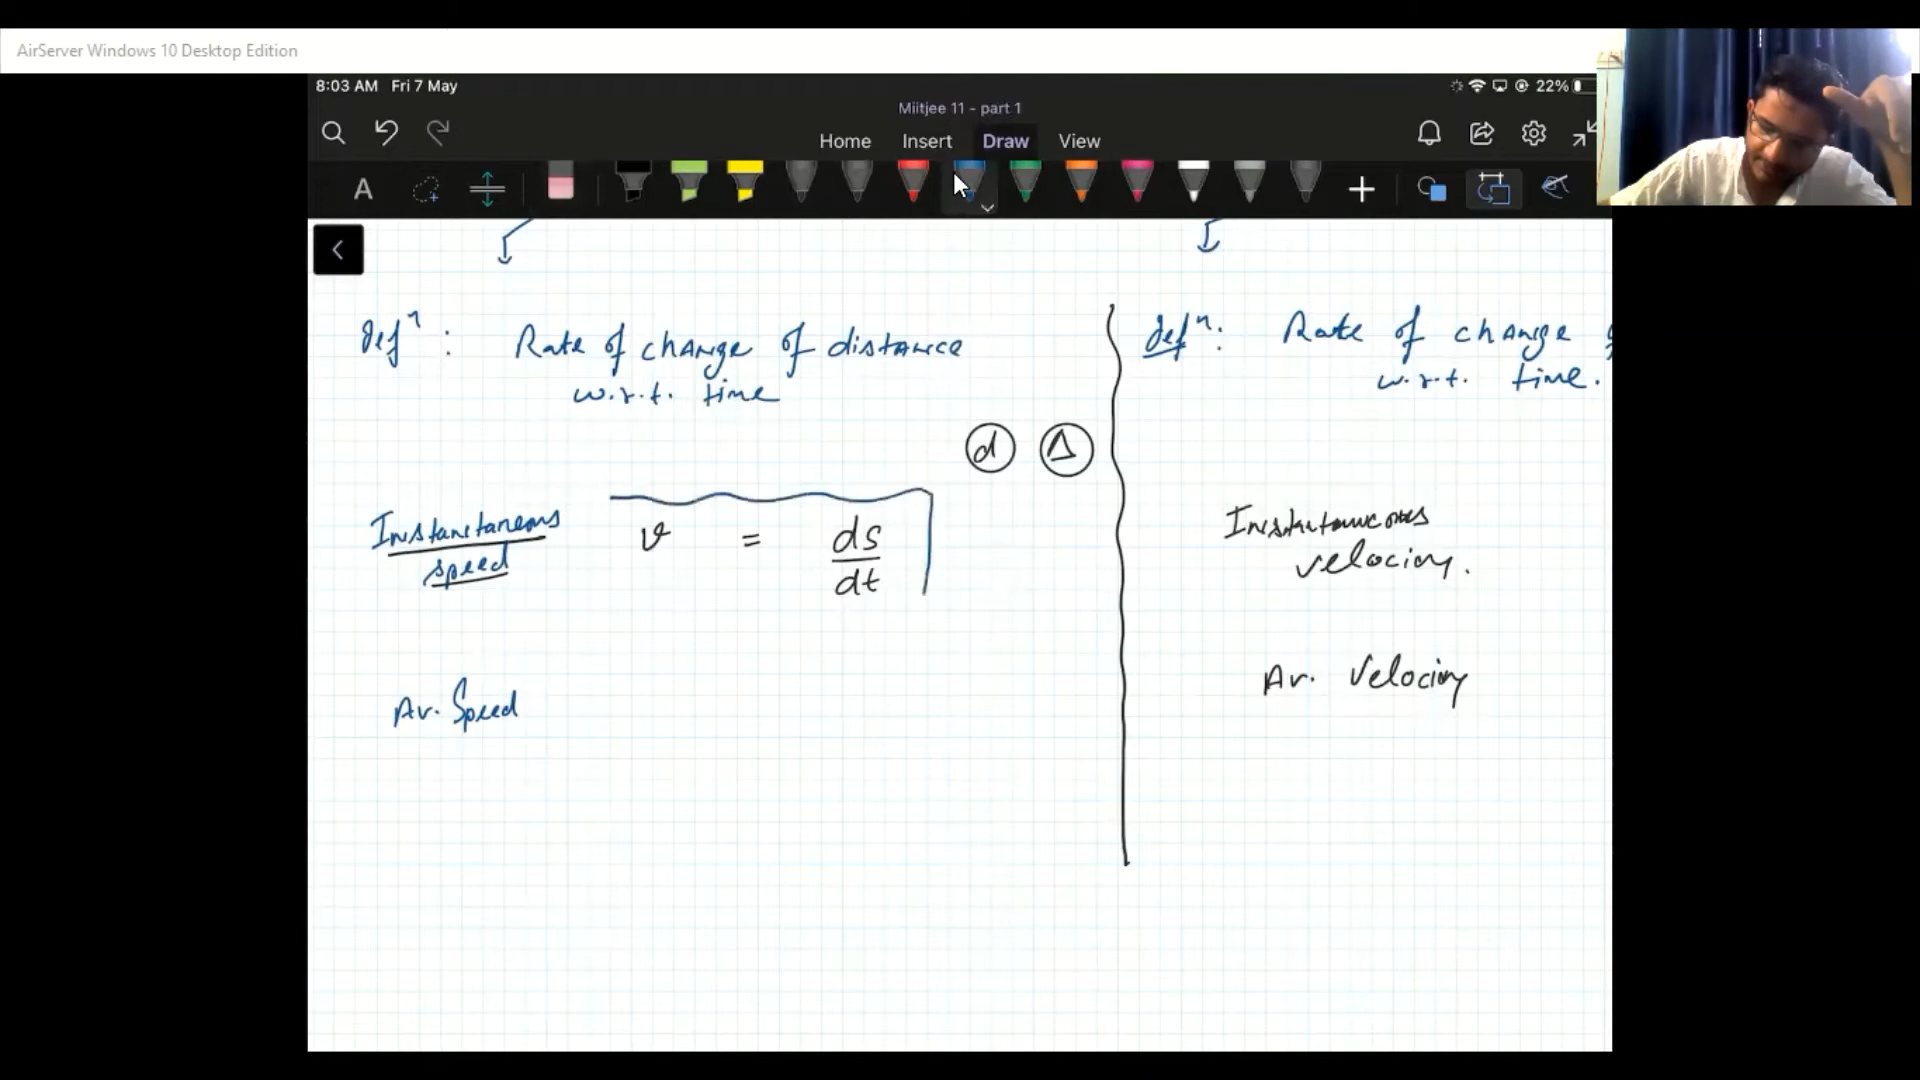 AirServer Windows 10 Desktop Edition
8:03 AM Fri 7 May
22%
Miitjee 11 - part 1
Home Insert Draw View
A
defⁿ : Rate of change of distance
w.r.t. time
d Δ
Instantaneous
speed
v = ds/dt
Av. Speed
defⁿ: Rate of change
w.r.t. time.
Instantaneous
velocity.
Av. Velocity